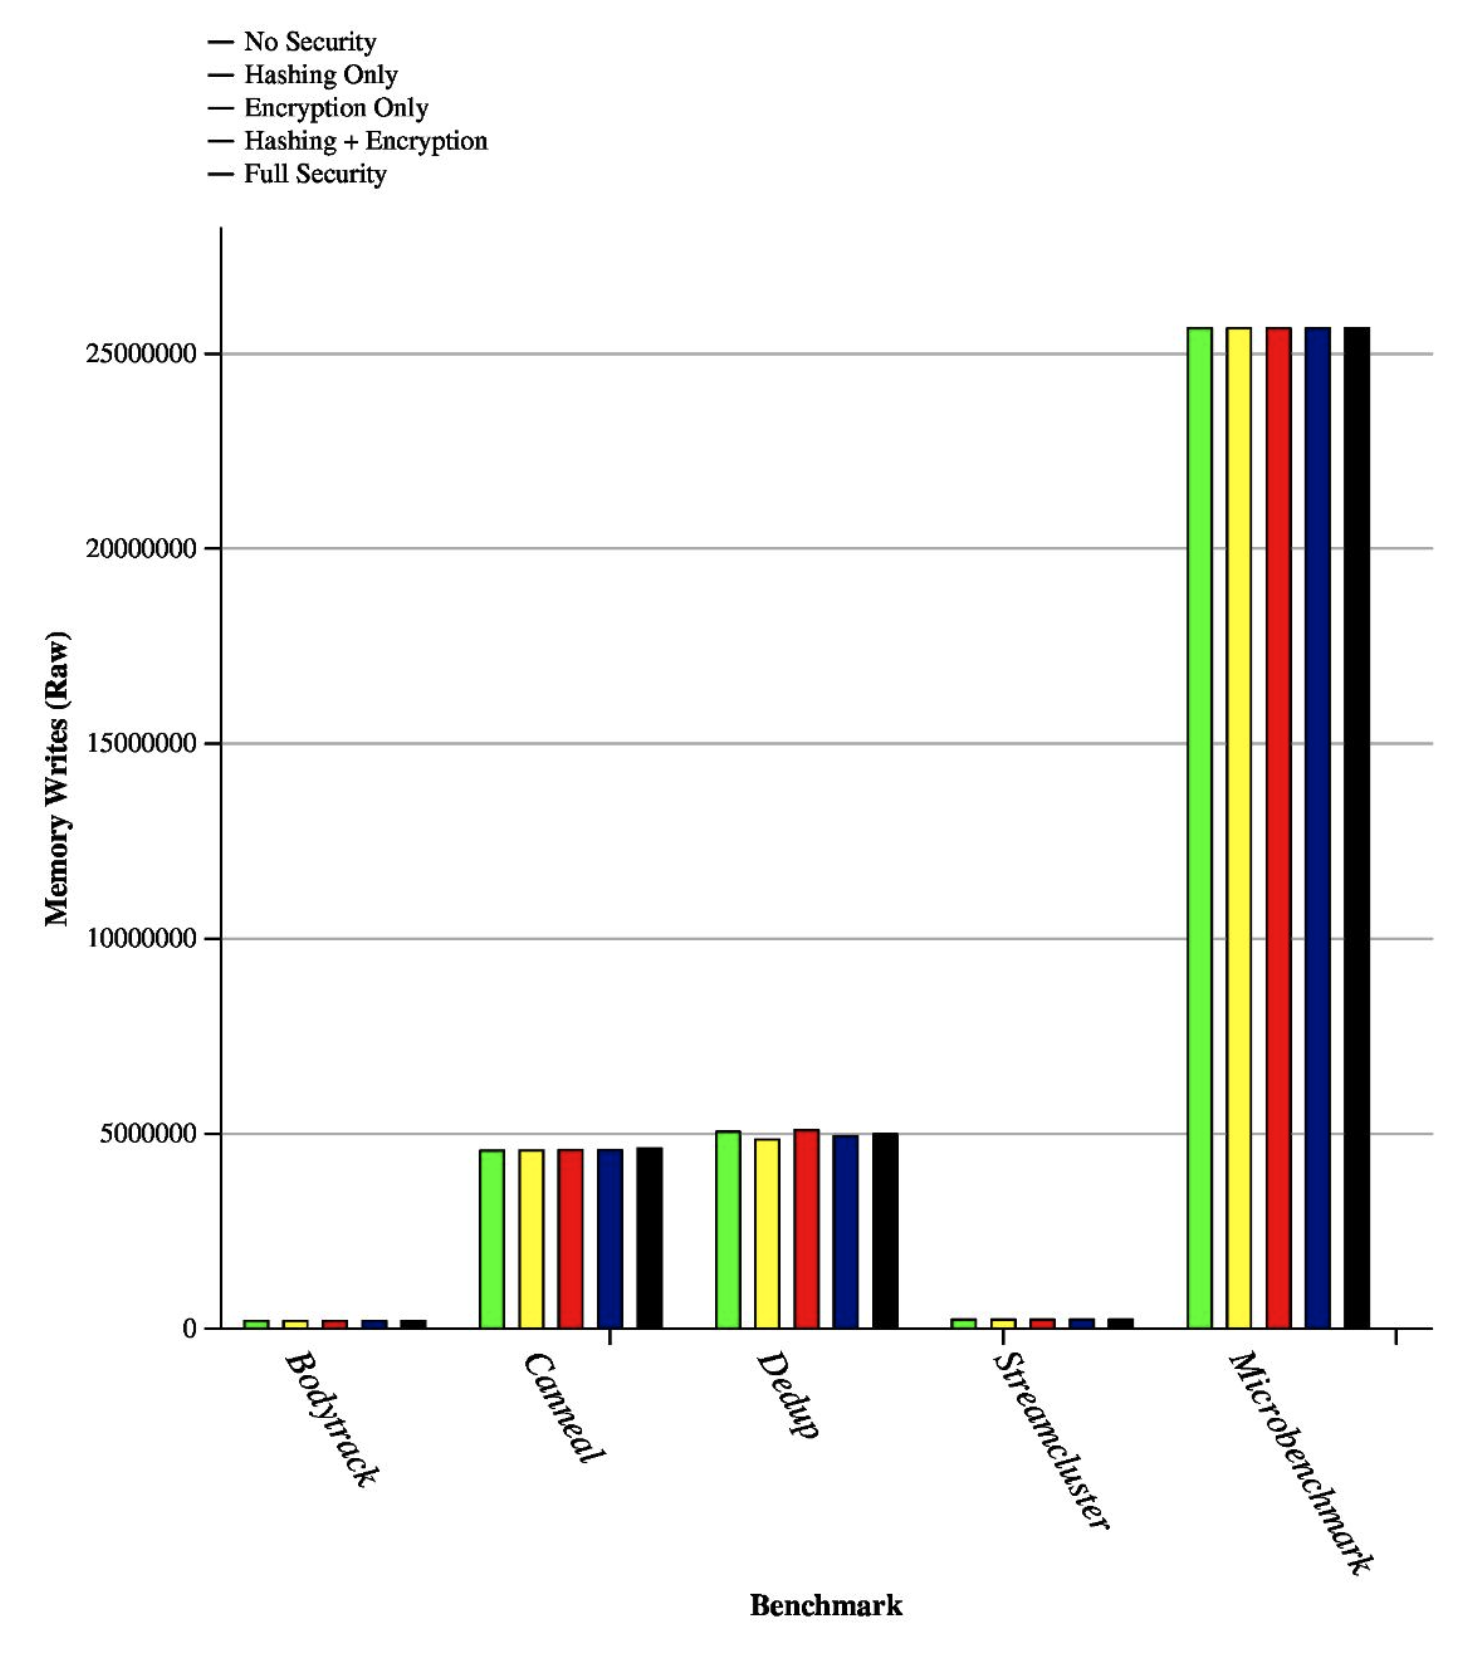 No Security
Hashing Only
Encryption Only
Hashing + Encryption
Full Security
25000000
20000000
15000000
10000000
5000000
0
Memory Writes (Raw)
Bodytrack
Canneal
Dedup
Streamcluster
Microbenchmark
Benchmark